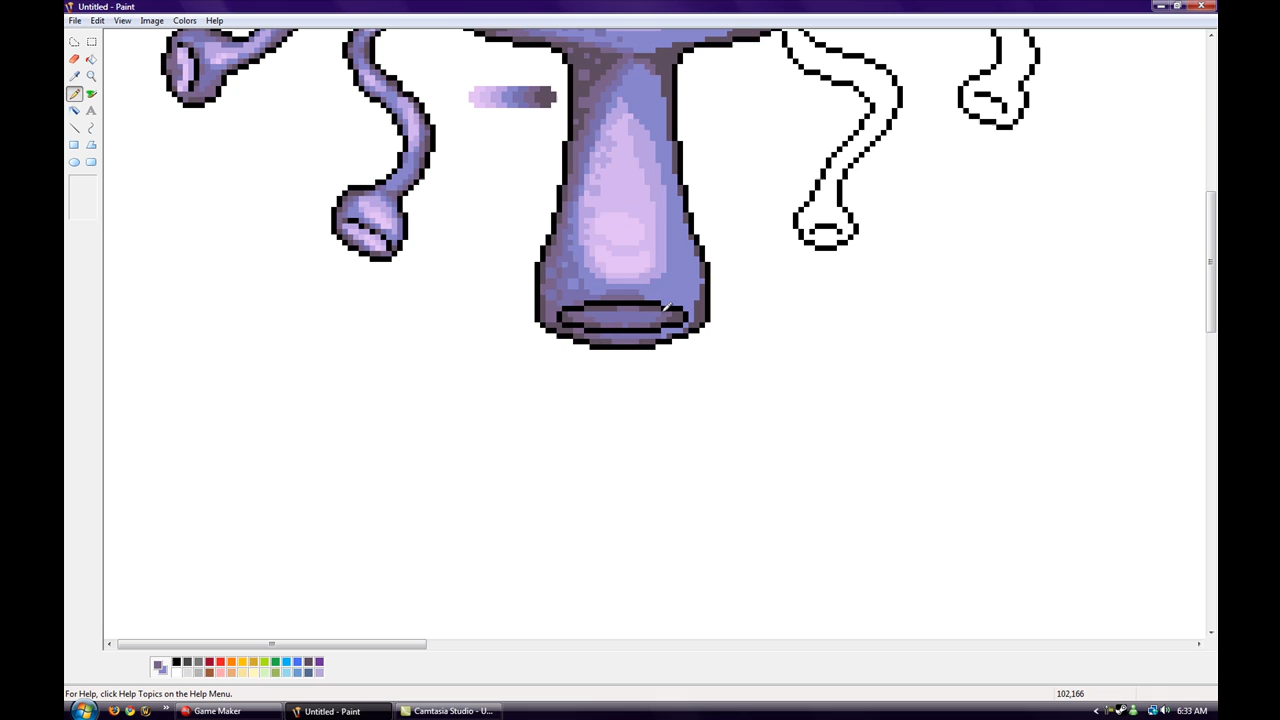 Untitled - Paint
File Edit View Image Colors Help
For Help, click Help Topics on the Help Menu.
102,166
Game Maker
Untitled - Paint
Camtasia Studio - U...
6:33 AM